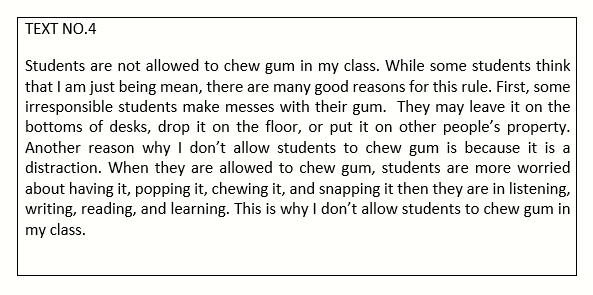 TEXT NO.4
Students are not allowed to chew gum in my class. While some students think
that I am just being mean, there are many good reasons for this rule. First, some
irresponsible students make messes with their gum.  They may leave it on the
bottoms of desks, drop it on the floor, or put it on other people’s property.
Another reason why I don’t allow students to chew gum is because it is a
distraction. When they are allowed to chew gum, students are more worried
about having it, popping it, chewing it, and snapping it then they are in listening,
writing, reading, and learning. This is why I don’t allow students to chew gum in
my class.